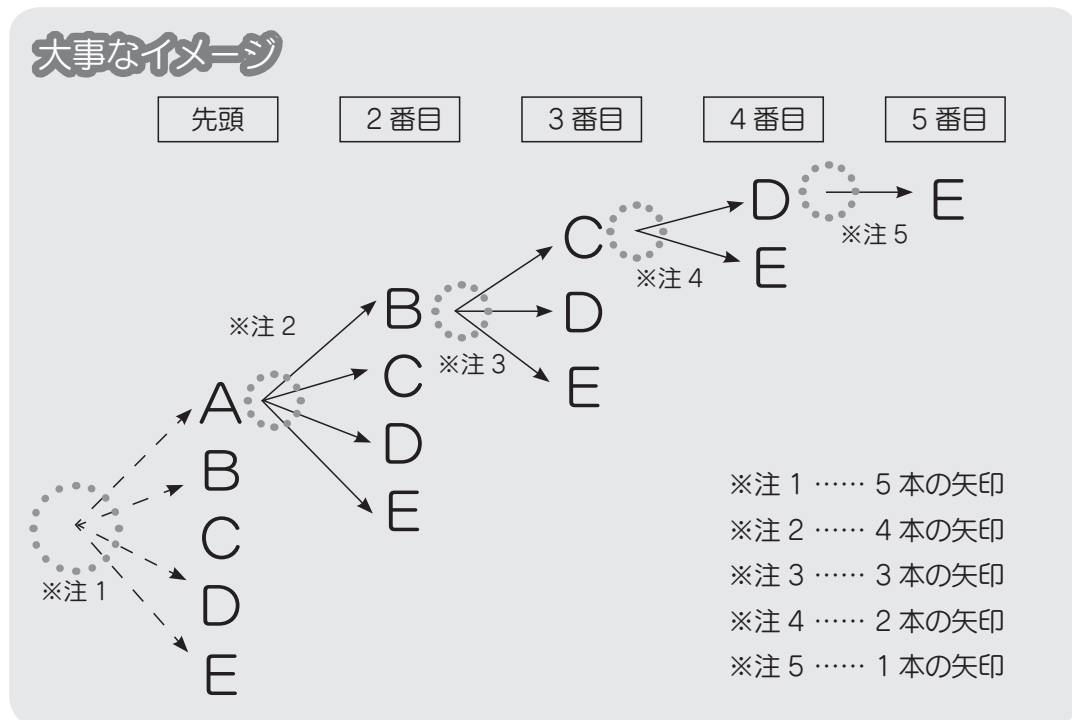 大事なイメージ
先頭 2番目 3番目 4番目 5番目
D E
※注5
C
※注4
E
B
※注2
D
※注3
C
E
A
D
B
E
※注1 …… 5本の矢印
C
※注2 …… 4本の矢印
※注3 …… 3本の矢印
※注1
D
※注4 …… 2本の矢印
E
※注5 …… 1本の矢印